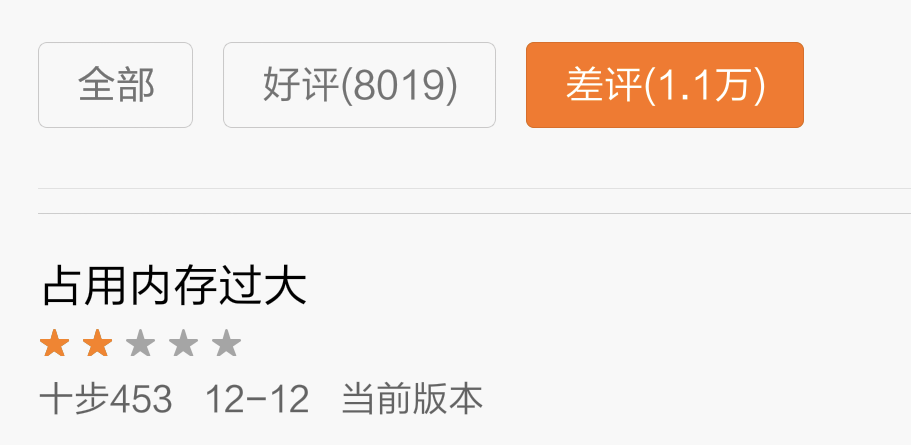 全部 好评(8019) 差评(1.1万)
占用内存过大
十步453 12-12 当前版本